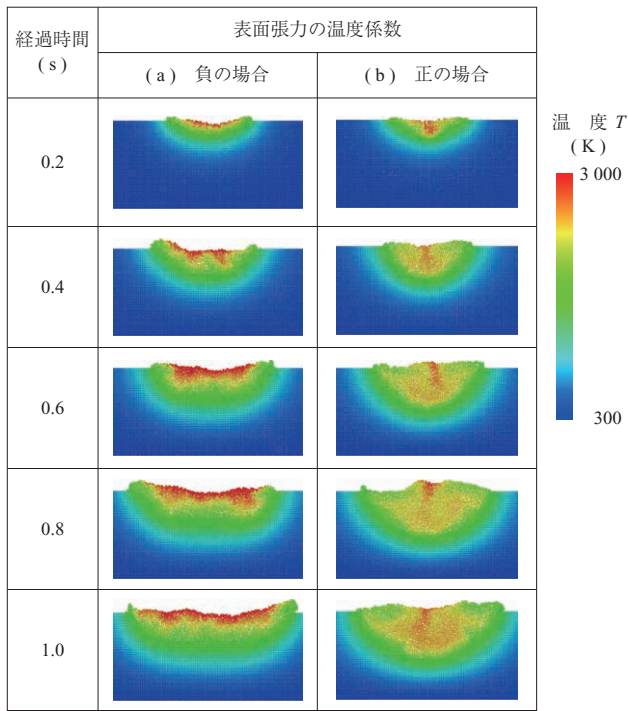 経過時間
( s )
表面張力の温度係数
( a ) 負の場合
( b ) 正の場合
0.2
0.4
0.6
0.8
1.0
温 度 T
( K )
3 000
300